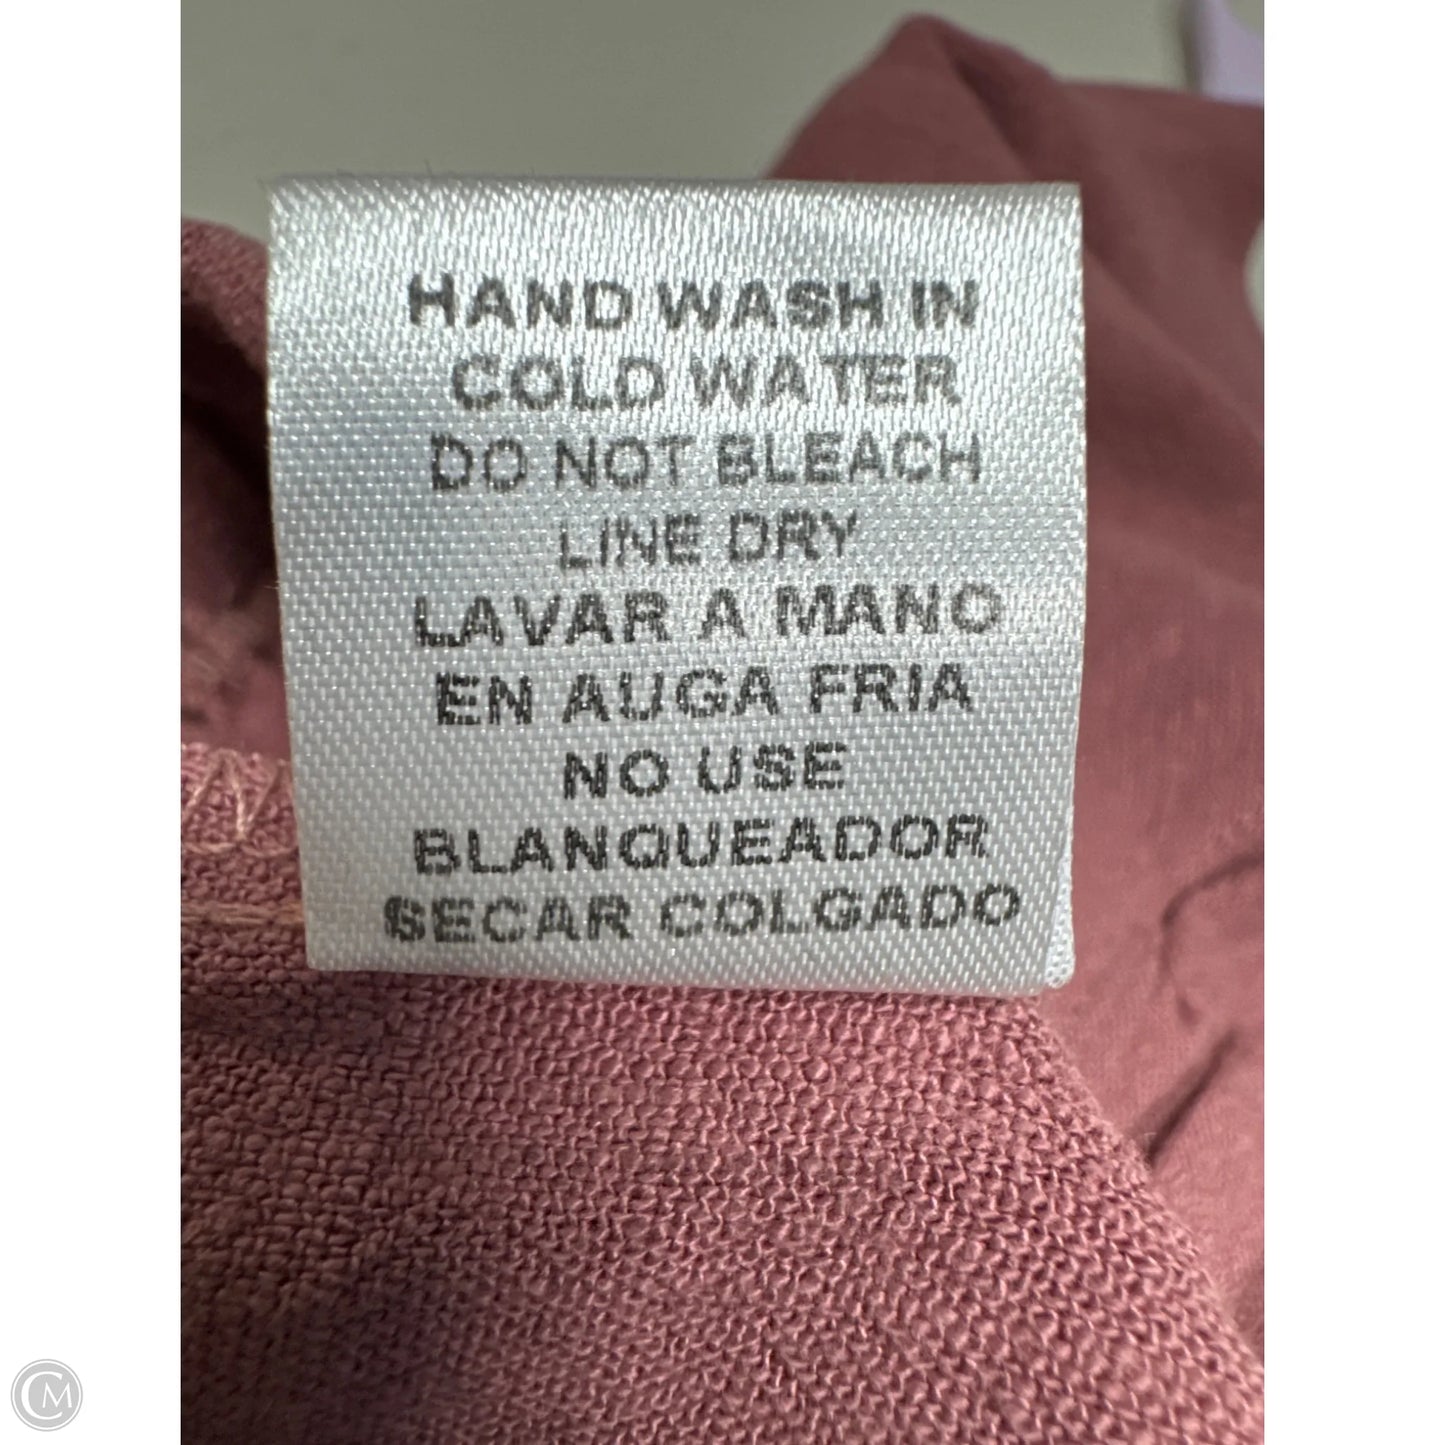 HAND WASH IN
COLD WATER
DO NOT BLEACH
LINE DRY
LAVAR A MANO
EN AUGA FRIA
NO USE
BLANQUEADOR
SECAR COLGADO
CM